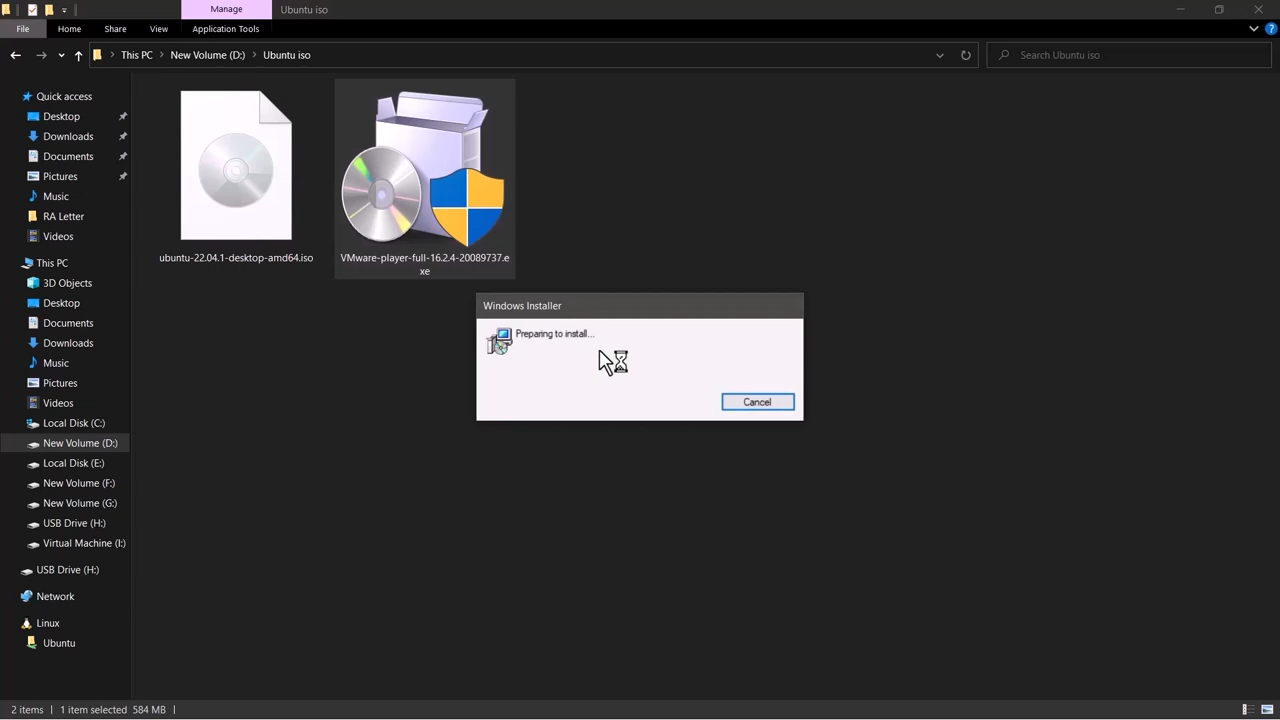 Manage
Ubuntu iso
File
Home
Share
View
Application Tools
This PC
New Volume (D:)
Ubuntu iso
Search Ubuntu iso
Quick access
Desktop
Downloads
Documents
Pictures
Music
RA Letter
Videos
This PC
3D Objects
Desktop
Documents
Downloads
Music
Pictures
Videos
Local Disk (C:)
New Volume (D:)
Local Disk (E:)
New Volume (F:)
New Volume (G:)
USB Drive (H:)
Virtual Machine (I:)
USB Drive (H:)
Network
Linux
Ubuntu
ubuntu-22.04.1-desktop-amd64.iso
VMware-player-full-16.2.4-20089737.e
xe
Windows Installer
Preparing to install...
Cancel
2 items
1 item selected 584 MB